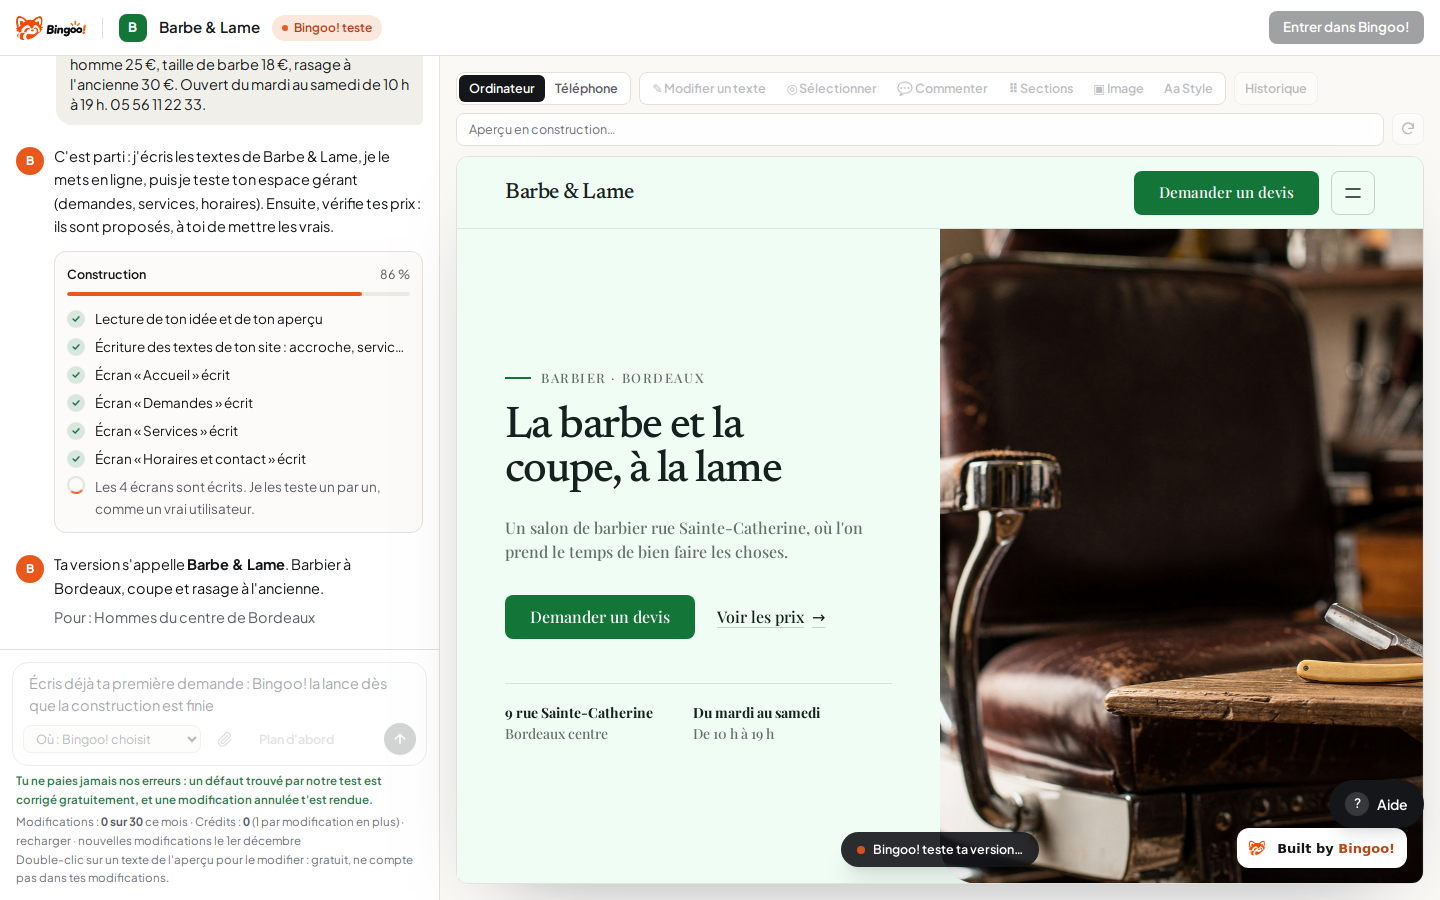 Bingoo!
B
Barbe & Lame
Bingoo! teste
Entrer dans Bingoo!
homme 25 €, taille de barbe 18 €, rasage à
l'ancienne 30 €. Ouvert du mardi au samedi de 10 h
à 19 h. 05 56 11 22 33.
B
C'est parti : j'écris les textes de Barbe & Lame, je le
mets en ligne, puis je teste ton espace gérant
(demandes, services, horaires). Ensuite, vérifie tes prix :
ils sont proposés, à toi de mettre les vrais.
Construction
86 %
Lecture de ton idée et de ton aperçu
Écriture des textes de ton site : accroche, servic...
Écran « Accueil » écrit
Écran « Demandes » écrit
Écran « Services » écrit
Écran « Horaires et contact » écrit
Les 4 écrans sont écrits. Je les teste un par un,
comme un vrai utilisateur.
B
Ta version s'appelle Barbe & Lame. Barbier à
Bordeaux, coupe et rasage à l'ancienne.
Pour : Hommes du centre de Bordeaux
Écris déjà ta première demande : Bingoo! la lance dès
que la construction est finie
Où : Bingoo! choisit
Plan d'abord
Tu ne paies jamais nos erreurs : un défaut trouvé par notre test est
corrigé gratuitement, et une modification annulée t'est rendue.
Modifications : 0 sur 30 ce mois · Crédits : 0 (1 par modification en plus) ·
recharger · nouvelles modifications le 1er décembre
Double-clic sur un texte de l'aperçu pour le modifier : gratuit, ne compte
pas dans tes modifications.
Ordinateur
Téléphone
Modifier un texte
Sélectionner
Commenter
Sections
Image
Aa Style
Historique
Aperçu en construction...
Barbe & Lame
Demander un devis
BARBIER · BORDEAUX
La barbe et la
coupe, à la lame
Un salon de barbier rue Sainte-Catherine, où l'on
prend le temps de bien faire les choses.
Demander un devis
Voir les prix →
9 rue Sainte-Catherine
Bordeaux centre
Du mardi au samedi
De 10 h à 19 h
Bingoo! teste ta version...
? Aide
Built by Bingoo!